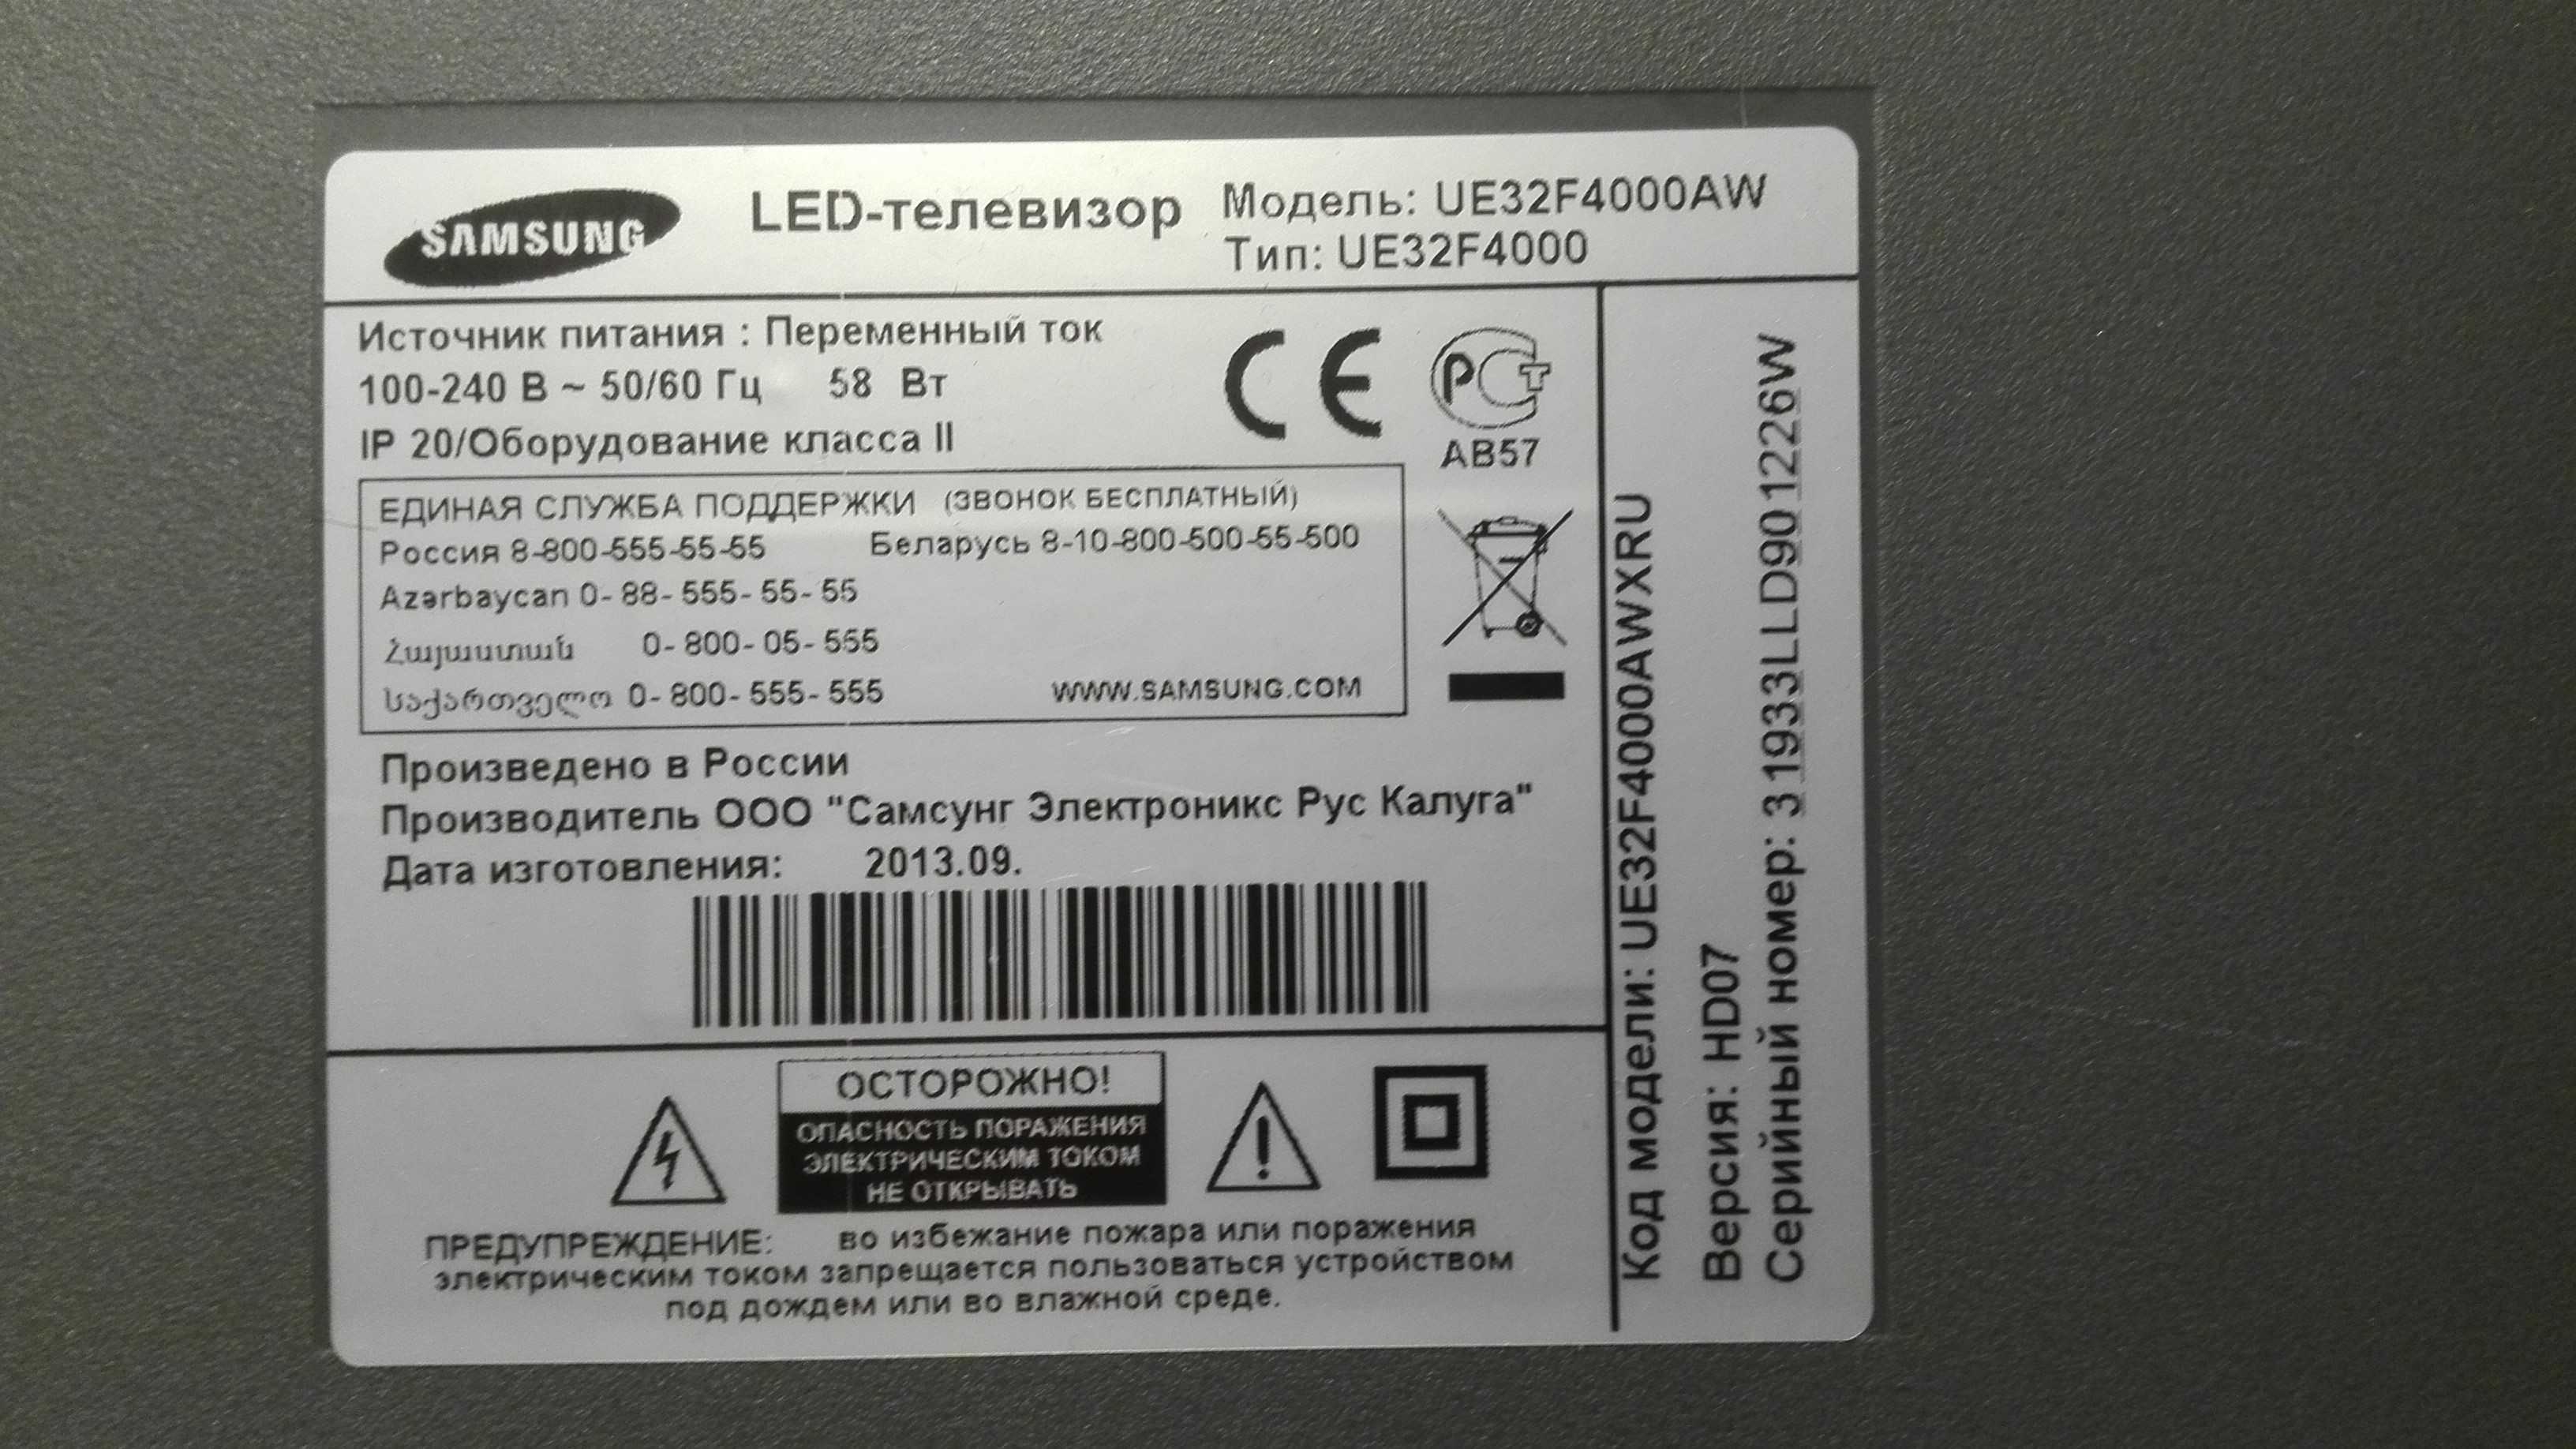 SAMSUNG
LED-телевизор
Модель: UE32F4000AW
Тип: UE32F4000
Источник питания : Переменный ток
100-240 В ~ 50/60 Гц 58 Вт
IP 20/Оборудование класса II
CE
РСТ
АВ57
ЕДИНАЯ СЛУЖБА ПОДДЕРЖКИ (ЗВОНОК БЕСПЛАТНЫЙ)
Россия 8-800-555-55-55 Беларусь 8-10-800-500-55-500
Azərbaycan 0- 88- 555- 55- 55
Հայաստան 0- 800- 05- 555
საქართველო 0- 800- 555- 555
WWW.SAMSUNG.COM
Произведено в России
Производитель ООО "Самсунг Электроникс Рус Калуга"
Дата изготовления: 2013.09.
ОСТОРОЖНО!
ОПАСНОСТЬ ПОРАЖЕНИЯ
ЭЛЕКТРИЧЕСКИМ ТОКОМ
НЕ ОТКРЫВАТЬ
ПРЕДУПРЕЖДЕНИЕ: во избежание пожара или поражения
электрическим током запрещается пользоваться устройством
под дождем или во влажной среде.
Код модели: UE32F4000AWXRU
Версия: HD07
Серийный номер: 31933LLD901226W